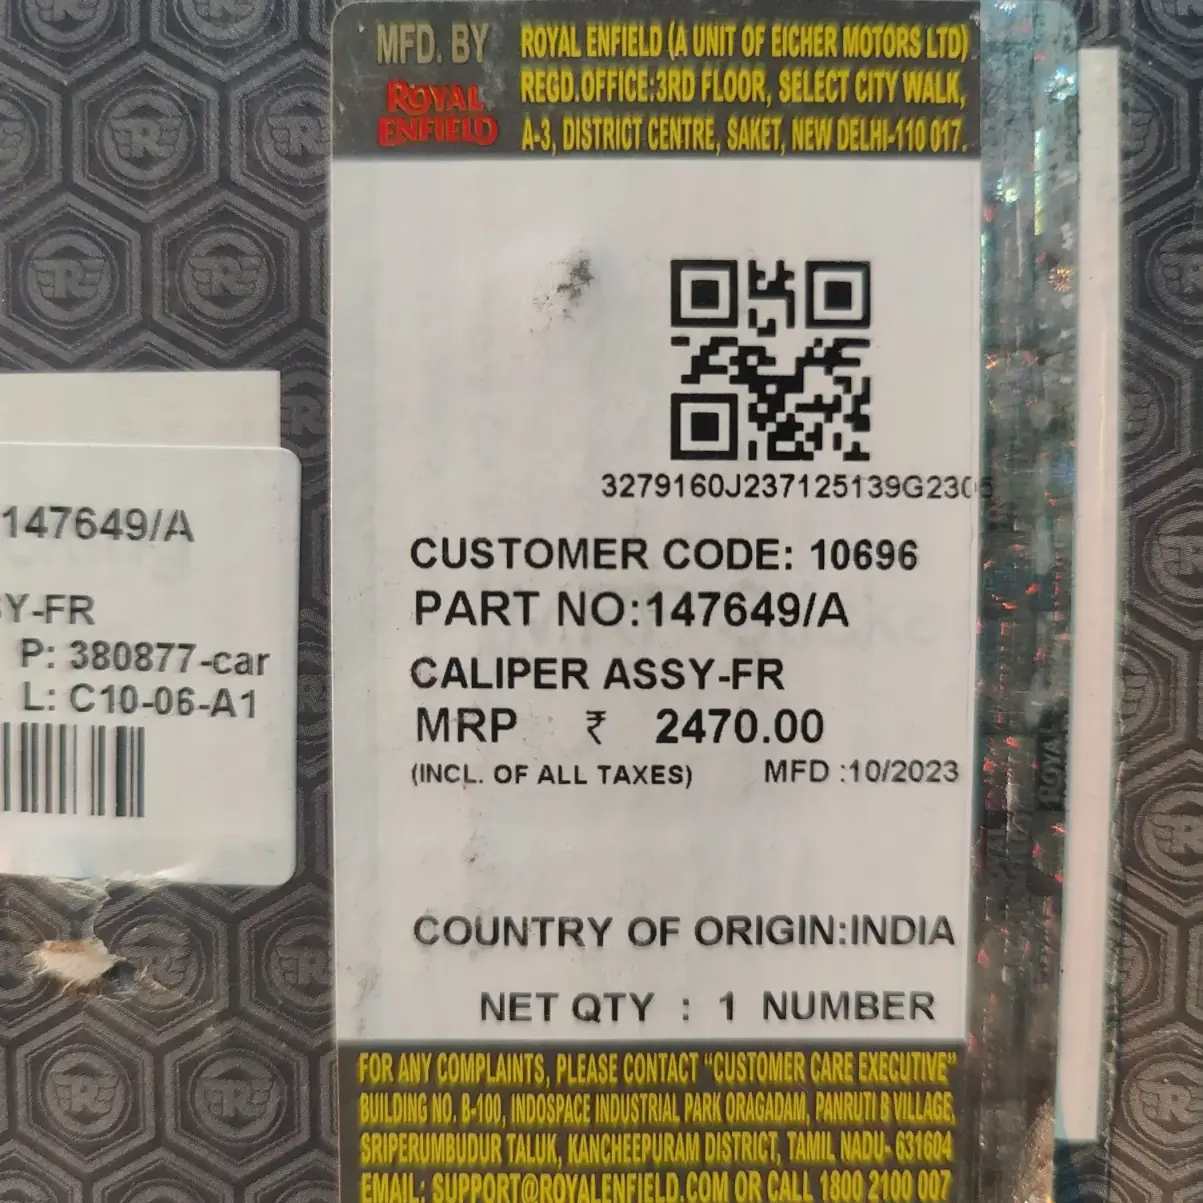 MFD. BY
ROYAL ENFIELD
ROYAL ENFIELD (A UNIT OF EICHER MOTORS LTD)
REGD.OFFICE:3RD FLOOR, SELECT CITY WALK,
A-3, DISTRICT CENTRE, SAKET, NEW DELHI-110 017.
3279160J237125139G230
CUSTOMER CODE: 10696
PART NO:147649/A
CALIPER ASSY-FR
MRP ₹ 2470.00
(INCL. OF ALL TAXES) MFD :10/2023
COUNTRY OF ORIGIN:INDIA
NET QTY : 1 NUMBER
FOR ANY COMPLAINTS, PLEASE CONTACT “CUSTOMER CARE EXECUTIVE”
BUILDING NO. B-100, INDOSPACE INDUSTRIAL PARK ORAGADAM, PANRUTI B VILLAGE,
SRIPERUMBUDUR TALUK, KANCHEEPURAM DISTRICT, TAMIL NADU- 631604
EMAIL: SUPPORT@ROYALENFIELD.COM OR CALL 1800 2100 007
147649/A
Y-FR
P: 380877-car
L: C10-06-A1
ROYAL